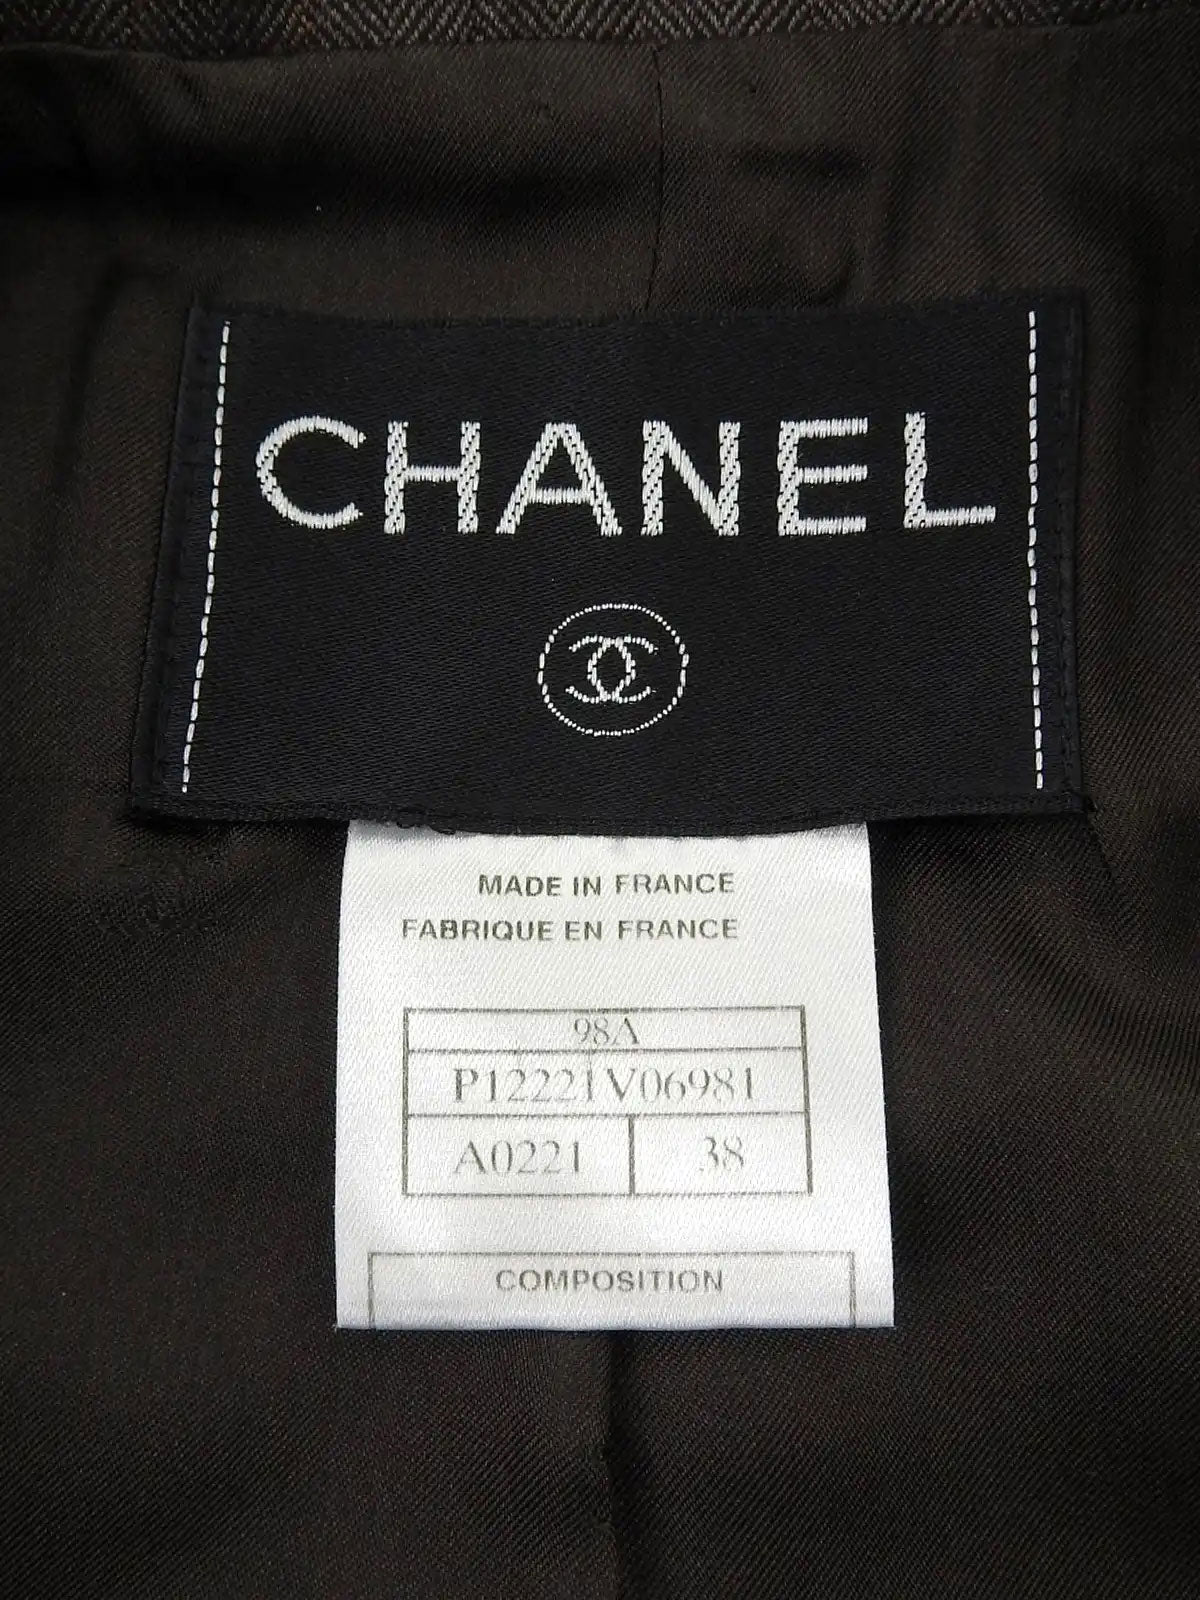 CHANEL
MADE IN FRANCE
FABRIQUE EN FRANCE
98A
P12221V06981
A0221 38
COMPOSITION